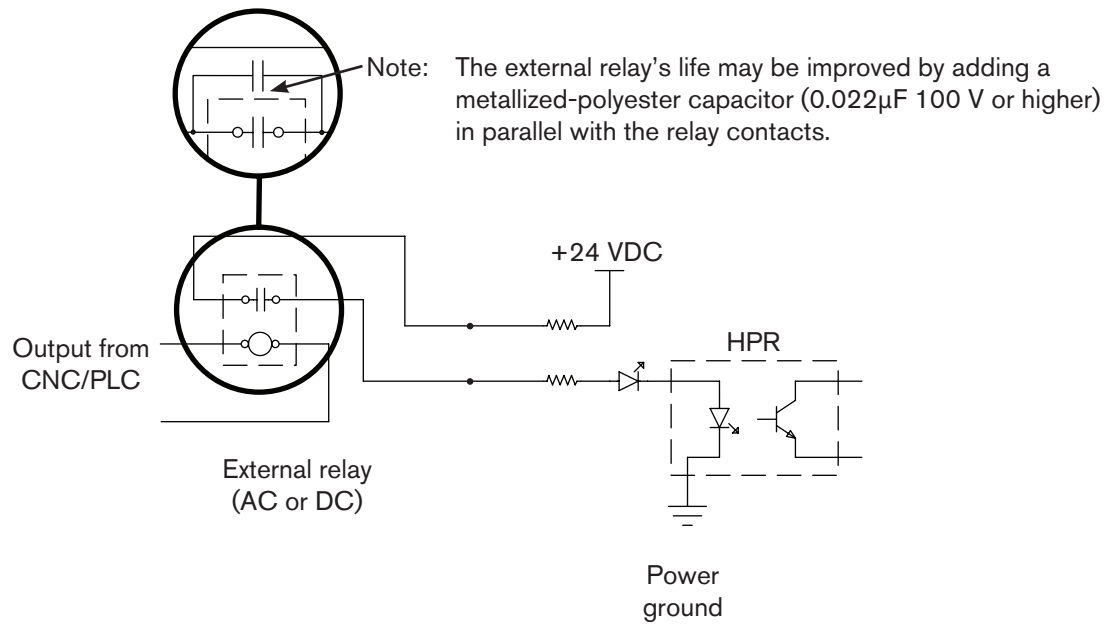 Note: The external relay's life may be improved by adding a
metallized-polyester capacitor (0.022µF 100 V or higher)
in parallel with the relay contacts.
+24 VDC
HPR
Output from
CNC/PLC
External relay
(AC or DC)
Power
ground